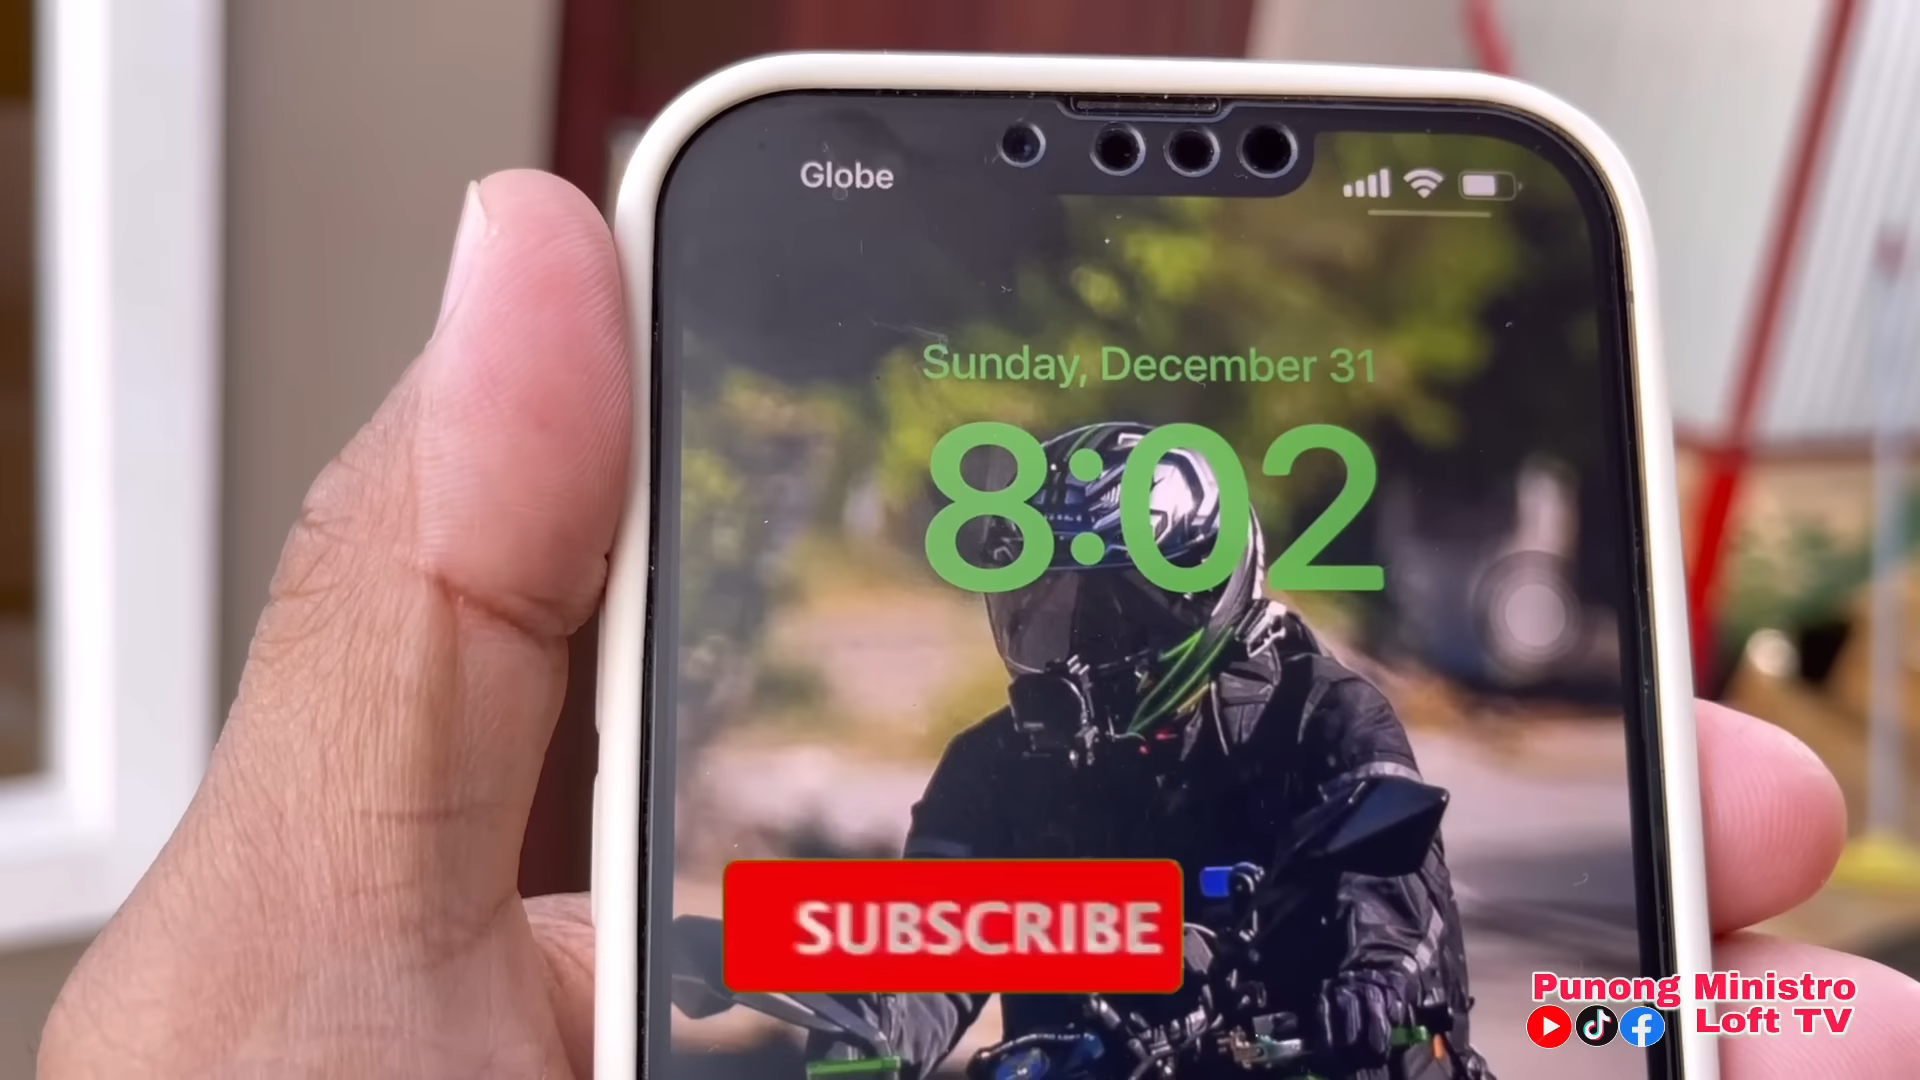 Globe
Sunday, December 31
8:02
SUBSCRIBE
Punong Ministro
Loft TV